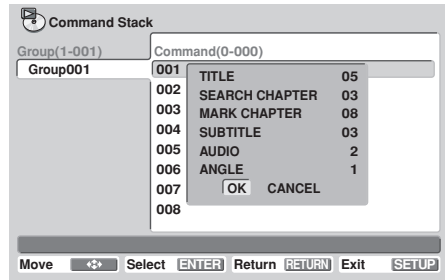 Command Stack
Group(1-001) Command(0-000)
Group001
001
002
003
004
005
006
007
008
TITLE 05
SEARCH CHAPTER 03
MARK CHAPTER 08
SUBTITLE 03
AUDIO 2
ANGLE 1
OK CANCEL
Move Select ENTER Return RETURN Exit SETUP